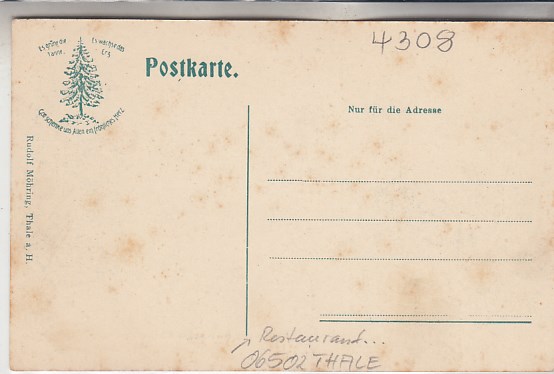 Es grüne die Tanne,
Es wachse das Erz
Gott schenke uns Allen ein fröhliches Herz
Postkarte.
4308
Nur für die Adresse
Rudolf Möhring, Thale a. H.
Restaurant...
06502 THALE